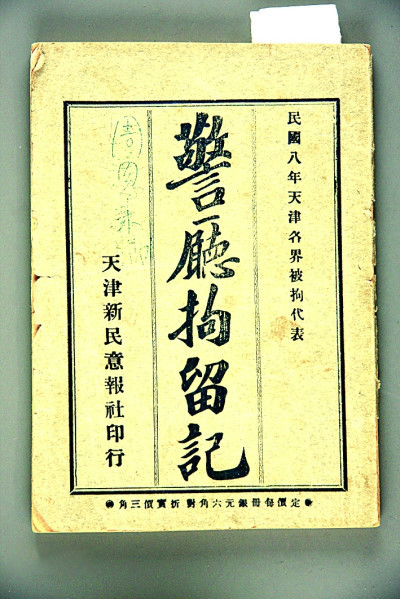 民國八年天津各界被拘代表
警廳拘留記
天津新民意報社印行
定價每冊銀元六角對折實價三角